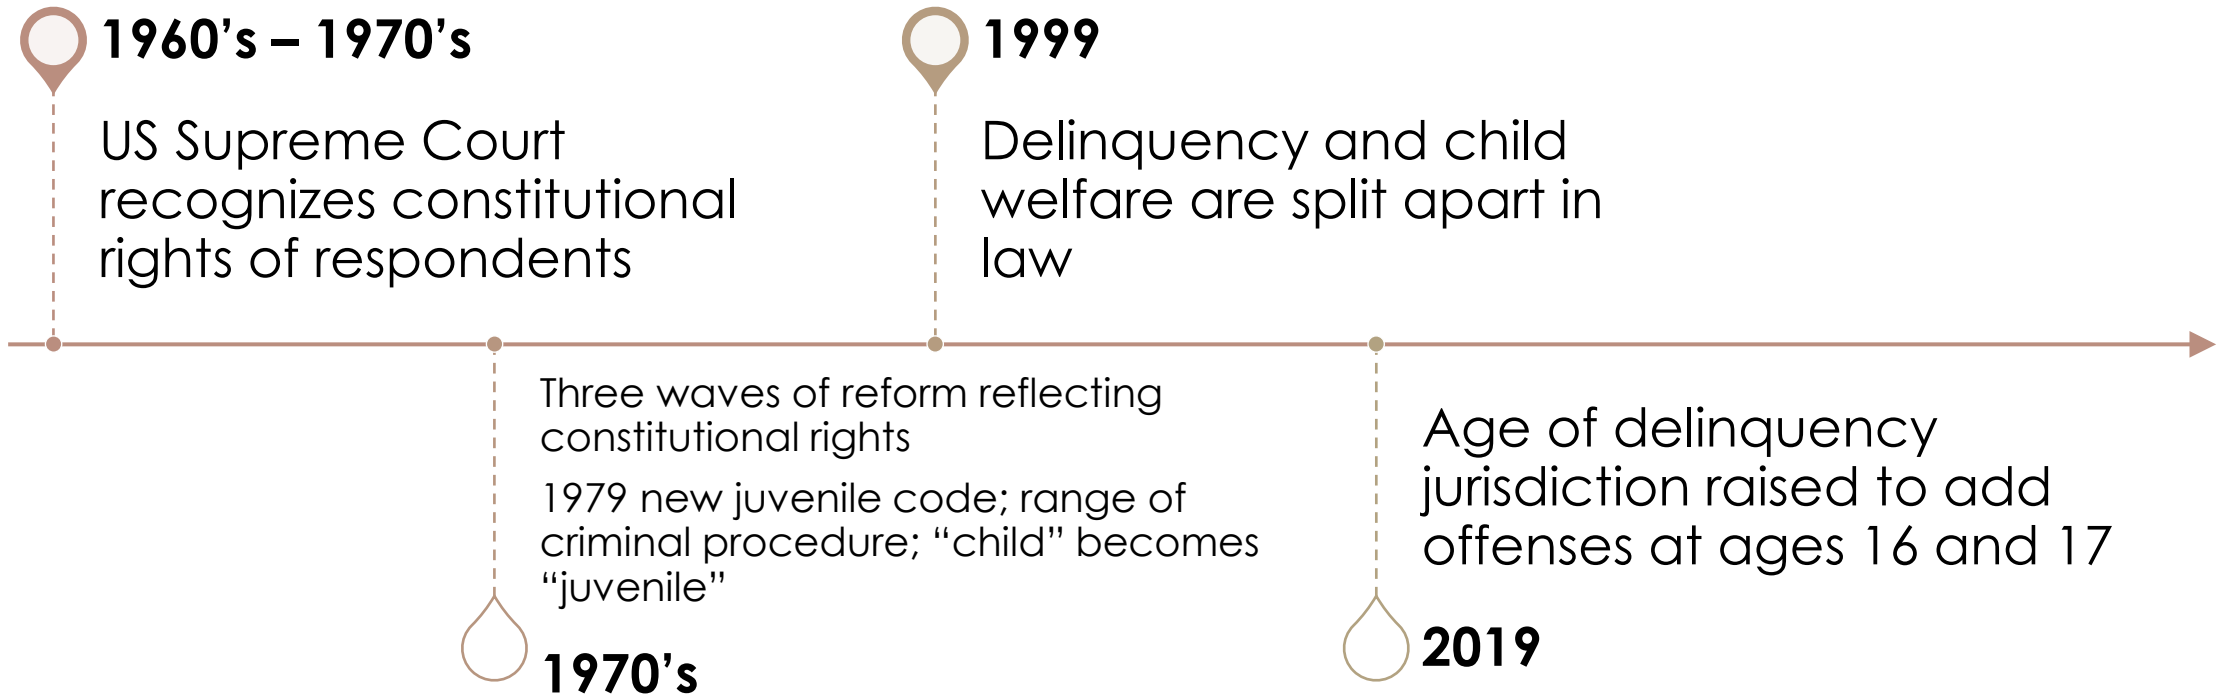 1960’s – 1970’s
US Supreme Court
recognizes constitutional
rights of respondents
Three waves of reform reflecting
constitutional rights
1979 new juvenile code; range of
criminal procedure; “child” becomes
“juvenile”
1970’s
1999
Delinquency and child
welfare are split apart in
law
Age of delinquency
jurisdiction raised to add
offenses at ages 16 and 17
2019